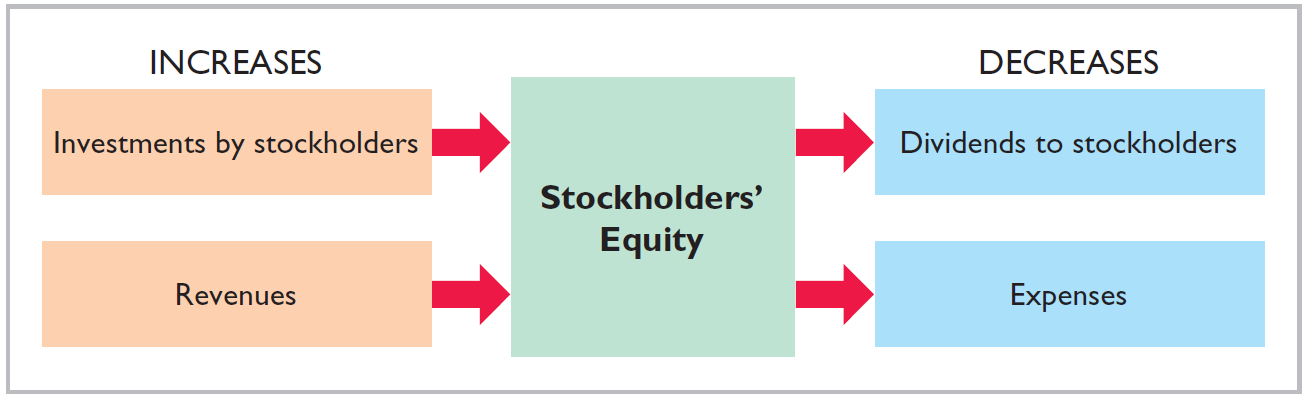 INCREASES
Investments by stockholders
Revenues
Stockholders’
Equity
DECREASES
Dividends to stockholders
Expenses